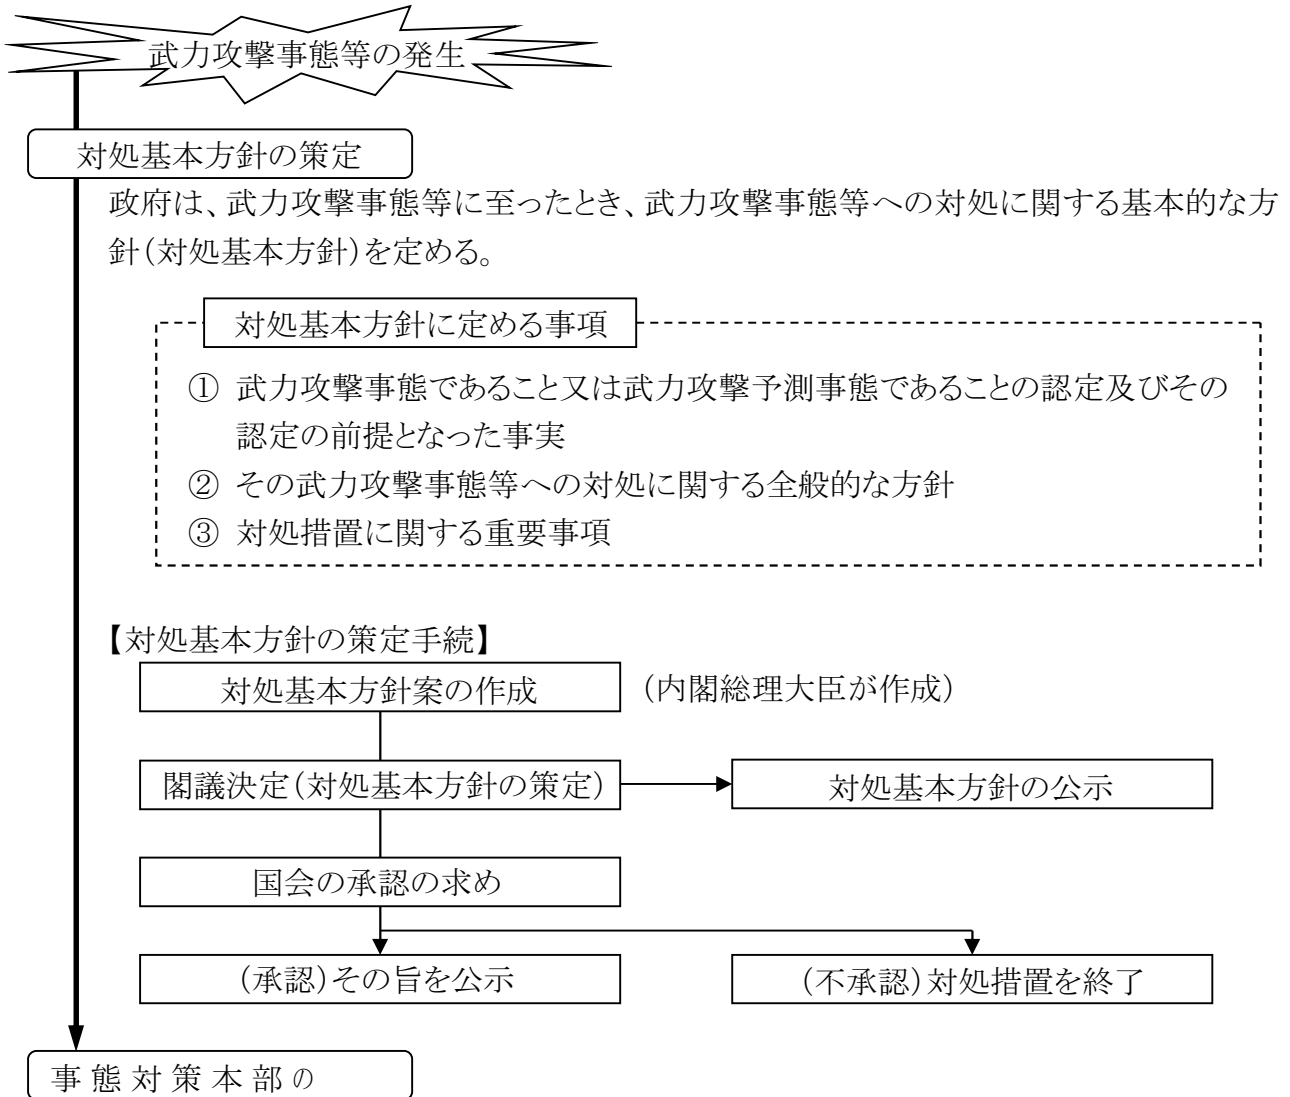 武力攻撃事態等の発生
対処基本方針の策定
政府は、武力攻撃事態等に至ったとき、武力攻撃事態等への対処に関する基本的な方
針(対処基本方針)を定める。
対処基本方針に定める事項
① 武力攻撃事態であること又は武力攻撃予測事態であることの認定及びその
認定の前提となった事実
② その武力攻撃事態等への対処に関する全般的な方針
③ 対処措置に関する重要事項
【対処基本方針の策定手続】
対処基本方針案の作成 (内閣総理大臣が作成)
閣議決定(対処基本方針の策定) 対処基本方針の公示
国会の承認の求め
(承認)その旨を公示 (不承認)対処措置を終了
事態対策本部の